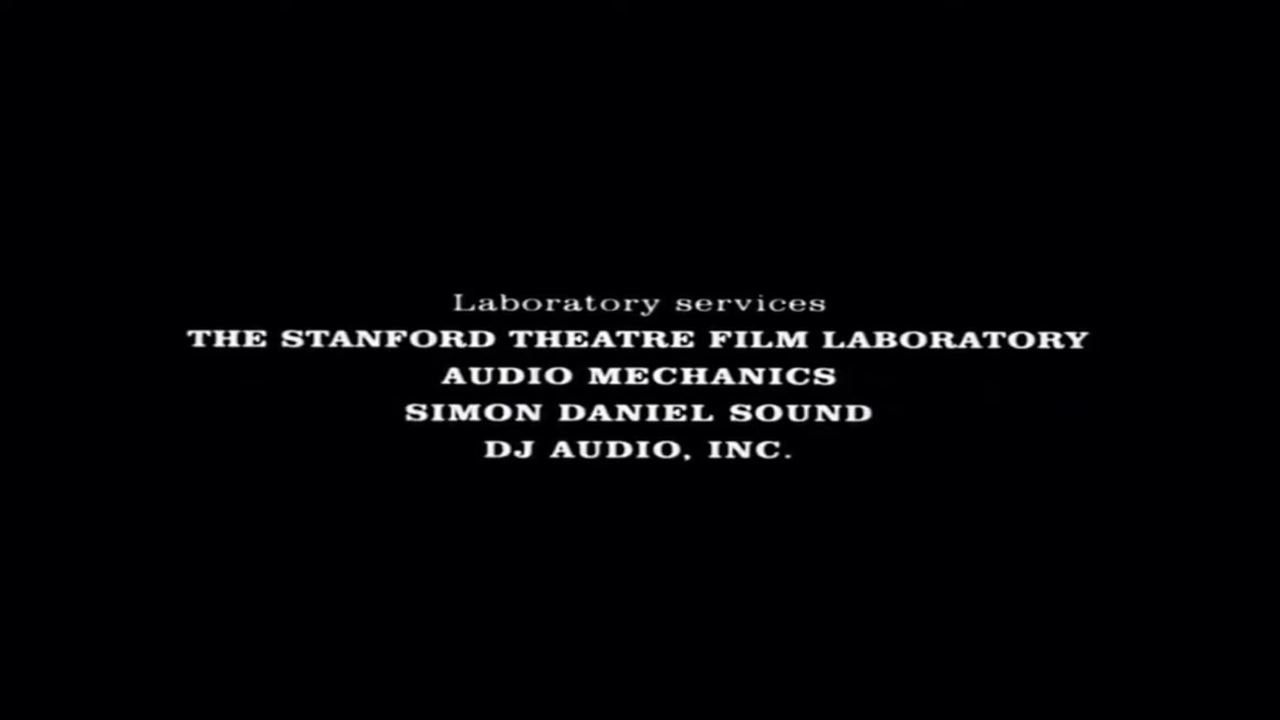 Laboratory services
THE STANFORD THEATRE FILM LABORATORY
AUDIO MECHANICS
SIMON DANIEL SOUND
DJ AUDIO, INC.